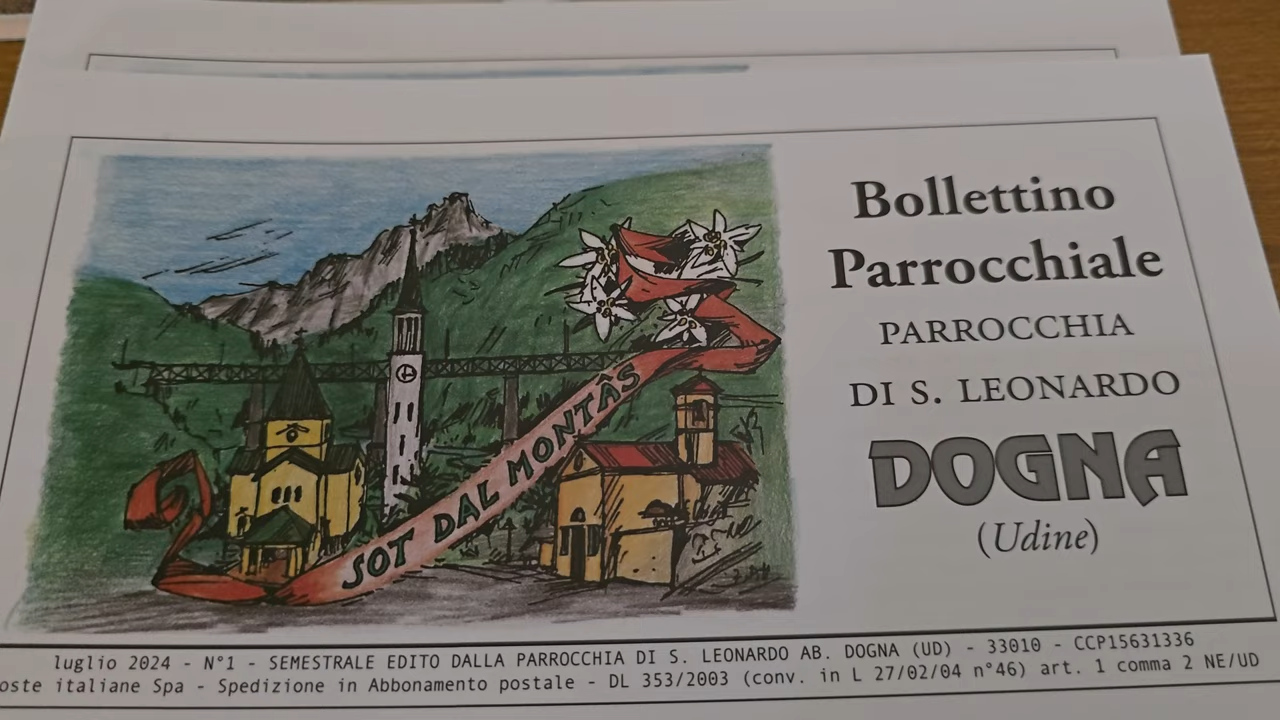 Bollettino
Parrocchiale
PARROCCHIA
DI S. LEONARDO
DOGNA
(Udine)
SOT DAL MONTÂS
luglio 2024 - N°1 - SEMESTRALE EDITO DALLA PARROCCHIA DI S. LEONARDO AB. DOGNA (UD) - 33010 - CCP15631336
oste italiane Spa - Spedizione in Abbonamento postale - DL 353/2003 (conv. in L 27/02/04 n°46) art. 1 comma 2 NE/UD